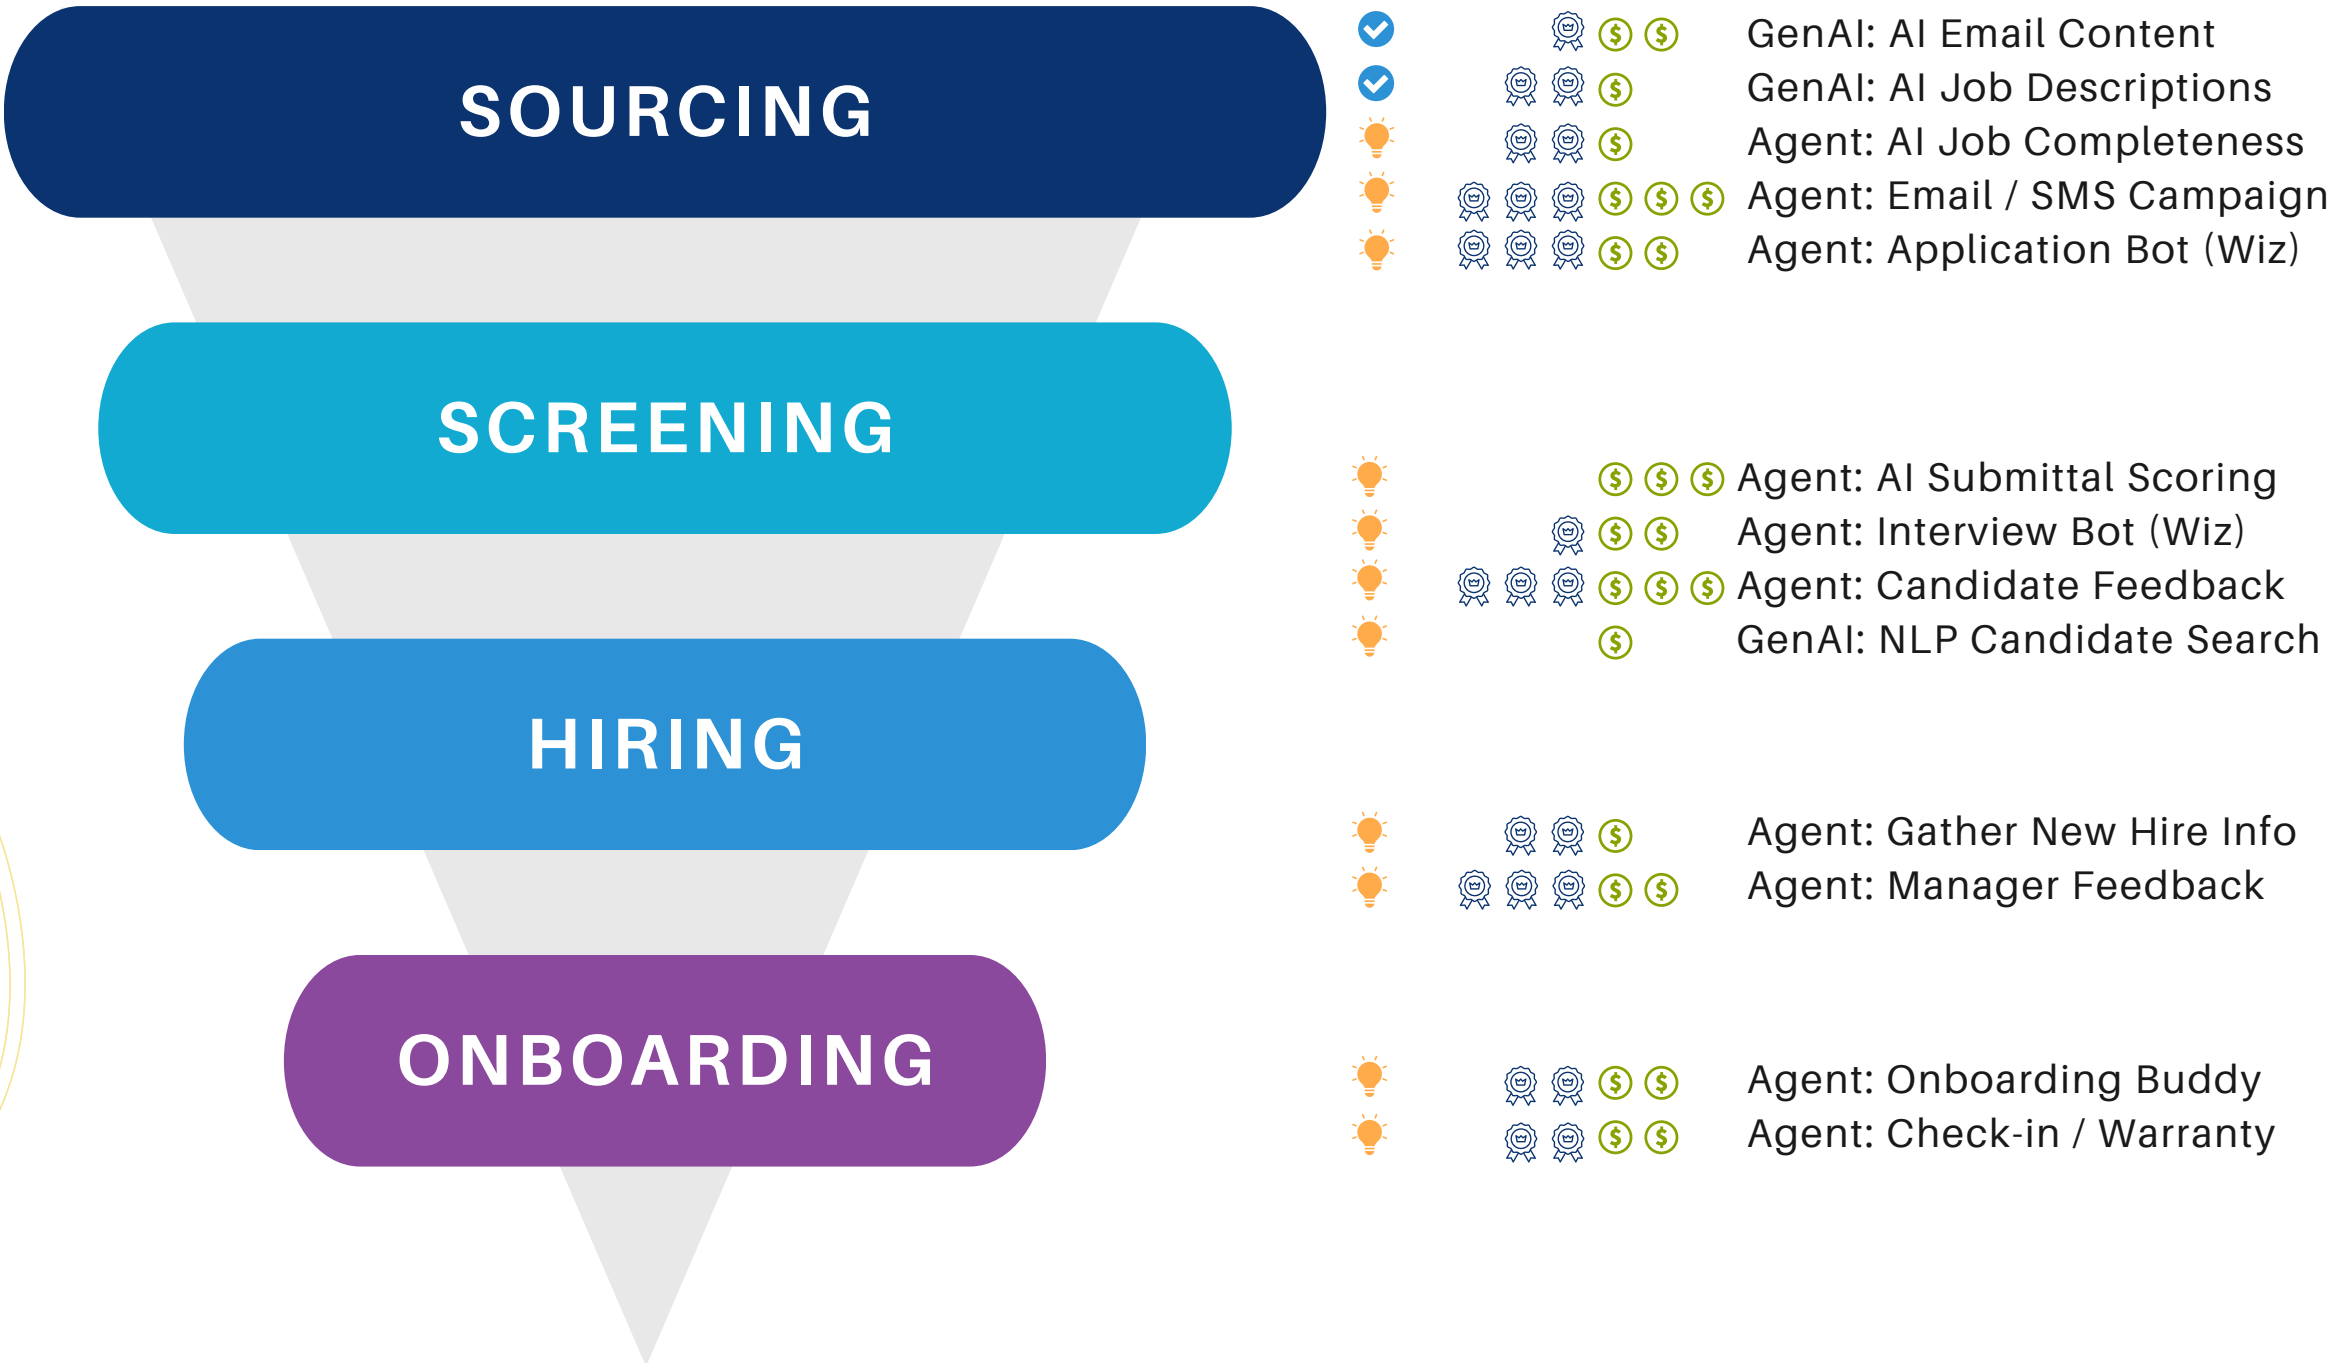 SOURCING
GenAI: AI Email Content
GenAI: AI Job Descriptions
Agent: AI Job Completeness
Agent: Email / SMS Campaign
Agent: Application Bot (Wiz)
SCREENING
Agent: AI Submittal Scoring
Agent: Interview Bot (Wiz)
Agent: Candidate Feedback
GenAI: NLP Candidate Search
HIRING
Agent: Gather New Hire Info
Agent: Manager Feedback
ONBOARDING
Agent: Onboarding Buddy
Agent: Check-in / Warranty